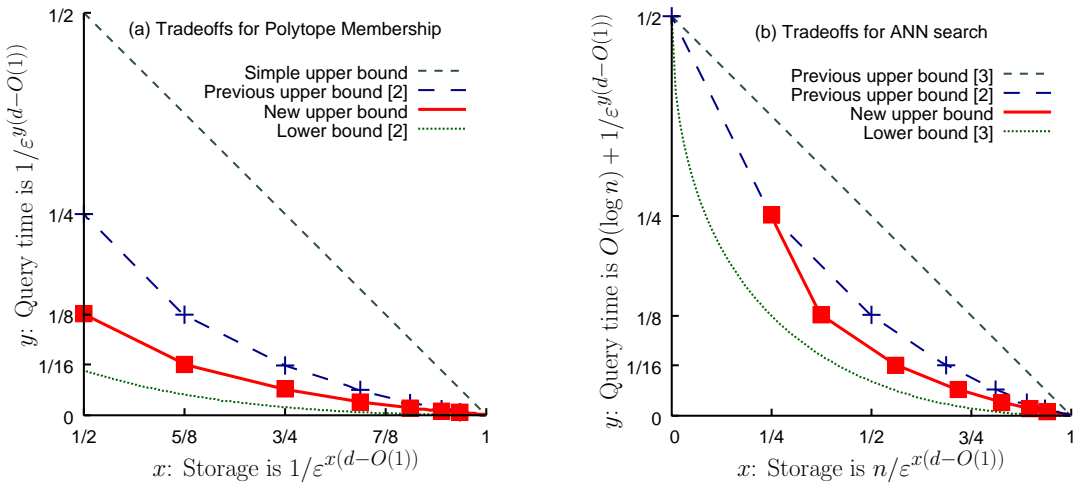 (a) Tradeoffs for Polytope Membership
Simple upper bound
Previous upper bound [2]
New upper bound
Lower bound [2]
1/2
1/4
1/8
1/16
0
1/2
5/8
3/4
7/8
1
y: Query time is 1/ε^{y(d−O(1))}
x: Storage is 1/ε^{x(d−O(1))}
(b) Tradeoffs for ANN search
Previous upper bound [3]
Previous upper bound [2]
New upper bound
Lower bound [3]
1/2
1/4
1/8
1/16
0
0
1/4
1/2
3/4
1
y: Query time is O(log n) + 1/ε^{y(d−O(1))}
x: Storage is n/ε^{x(d−O(1))}